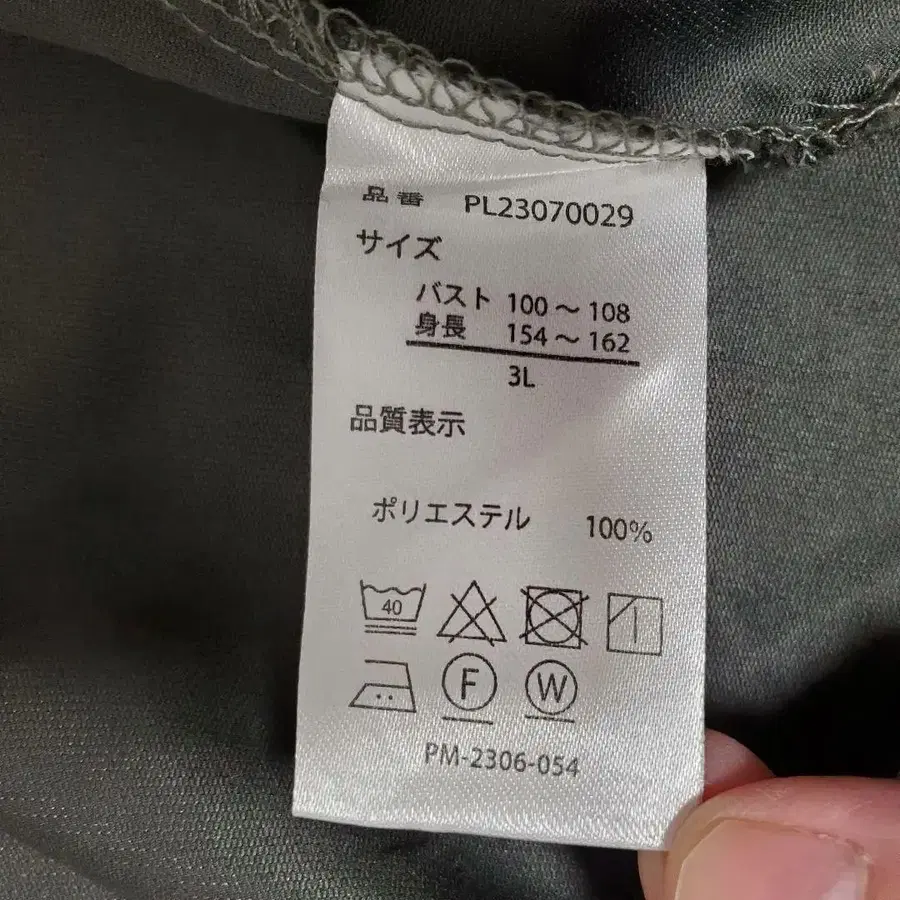 品番 PL23070029
サイズ
バスト 100～108
身長 154～162
3L
品質表示
ポリエステル 100%
40
F W
PM-2306-054